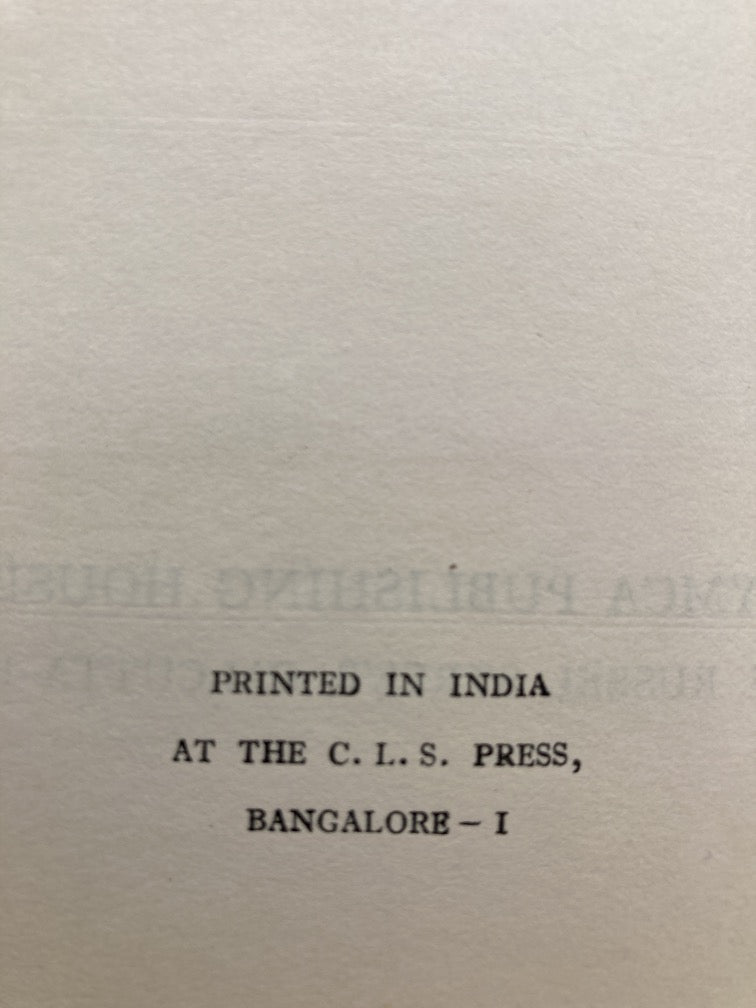 PRINTED IN INDIA
AT THE C. L. S. PRESS,
BANGALORE – I